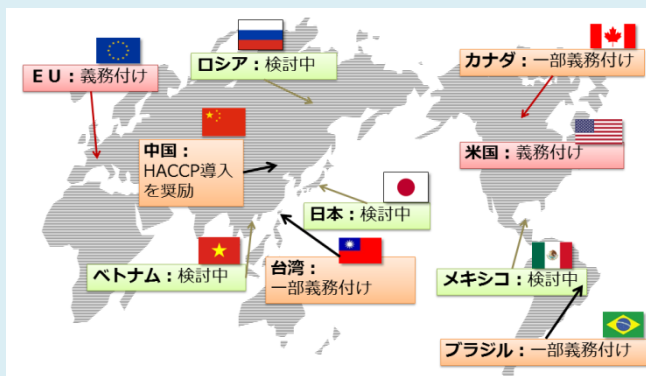 EU：義務付け
ロシア：検討中
カナダ：一部義務付け
中国：
HACCP導入
を奨励
米国：義務付け
日本：検討中
ベトナム：検討中
台湾：
一部義務付け
メキシコ：検討中
ブラジル：一部義務付け